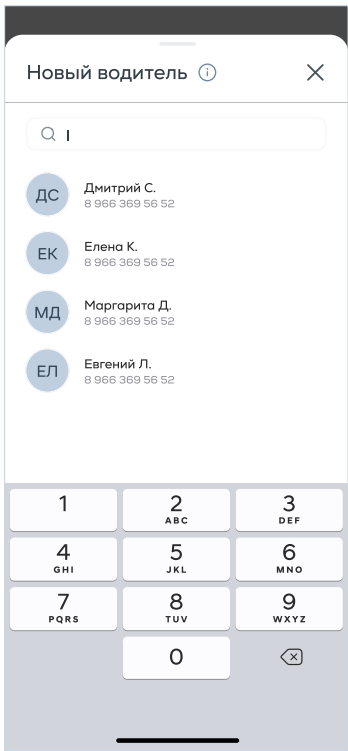 Новый водитель
ДС
Дмитрий С.
8 966 369 56 52
ЕК
Елена К.
8 966 369 56 52
МД
Маргарита Д.
8 966 369 56 52
ЕЛ
Евгений Л.
8 966 369 56 52
1
2
ABC
3
DEF
4
GHI
5
JKL
6
MNO
7
PQRS
8
TUV
9
WXYZ
0